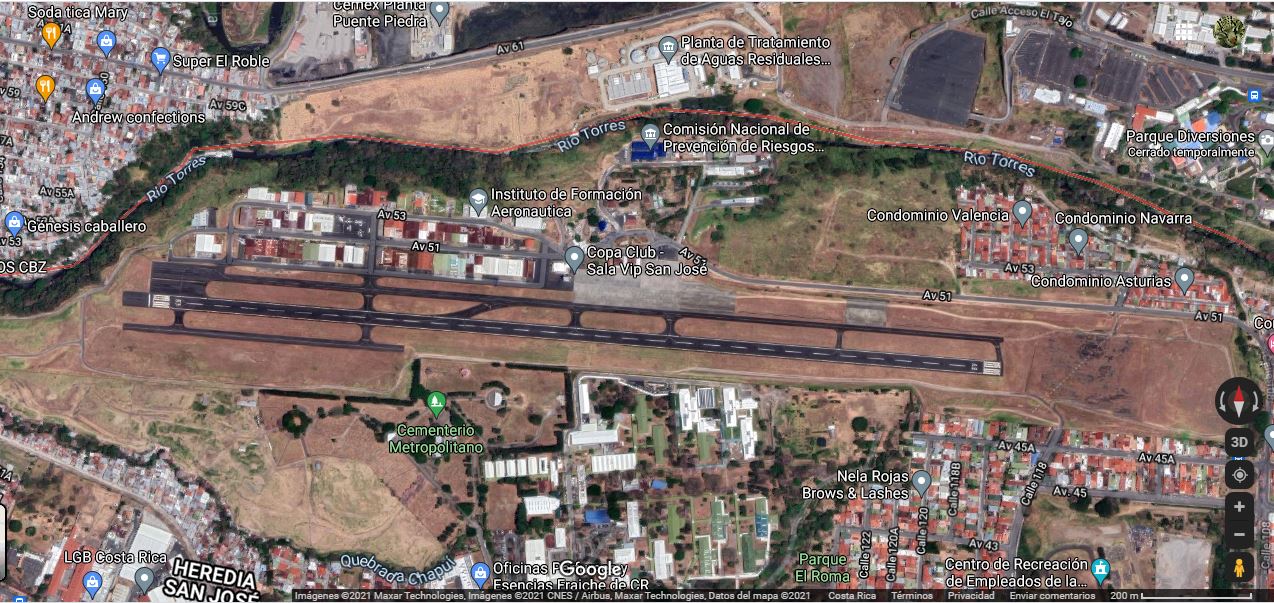 Soda tica Mary
Cemex Planta
Puente Piedra
Calle Acceso El Tajo
Av 61
Planta de Tratamiento
de Aguas Residuales...
Super El Roble
Av 59
Av 59C
Andrew confections
Comisión Nacional de
Prevención de Riesgos...
Río Torres
Río Torres
Río Torres
Parque Diversiones
Cerrado temporalmente
Av 55A
Instituto de Formación
Aeronautica
Génesis caballero
Av 53
Av 51
Condominio Valencia
Condominio Navarra
Copa Club -
Sala Vip San José
OS CBZ
Av 53
Condominio Asturias
Av 51
Av 51
Cementerio
Metropolitano
3D
Av 45A
Av 45A
Nela Rojas
Brows & Lashes
Calle 118B
Calle 118
Av. 45
Calle 120
Calle 120A
Calle 122
Av 43
Parque
El Roma
LGB Costa Rica
HEREDIA
SAN JOSÉ
Quebrada Chapuí
Google
Esencias Fraiche de CR
Centro de Recreación
de Empleados de la...
Calle 108
Imágenes ©2021 Maxar Technologies, Imágenes ©2021 CNES / Airbus, Maxar Technologies, Datos del mapa ©2021
Costa Rica
Términos
Privacidad
Enviar comentarios
200 m